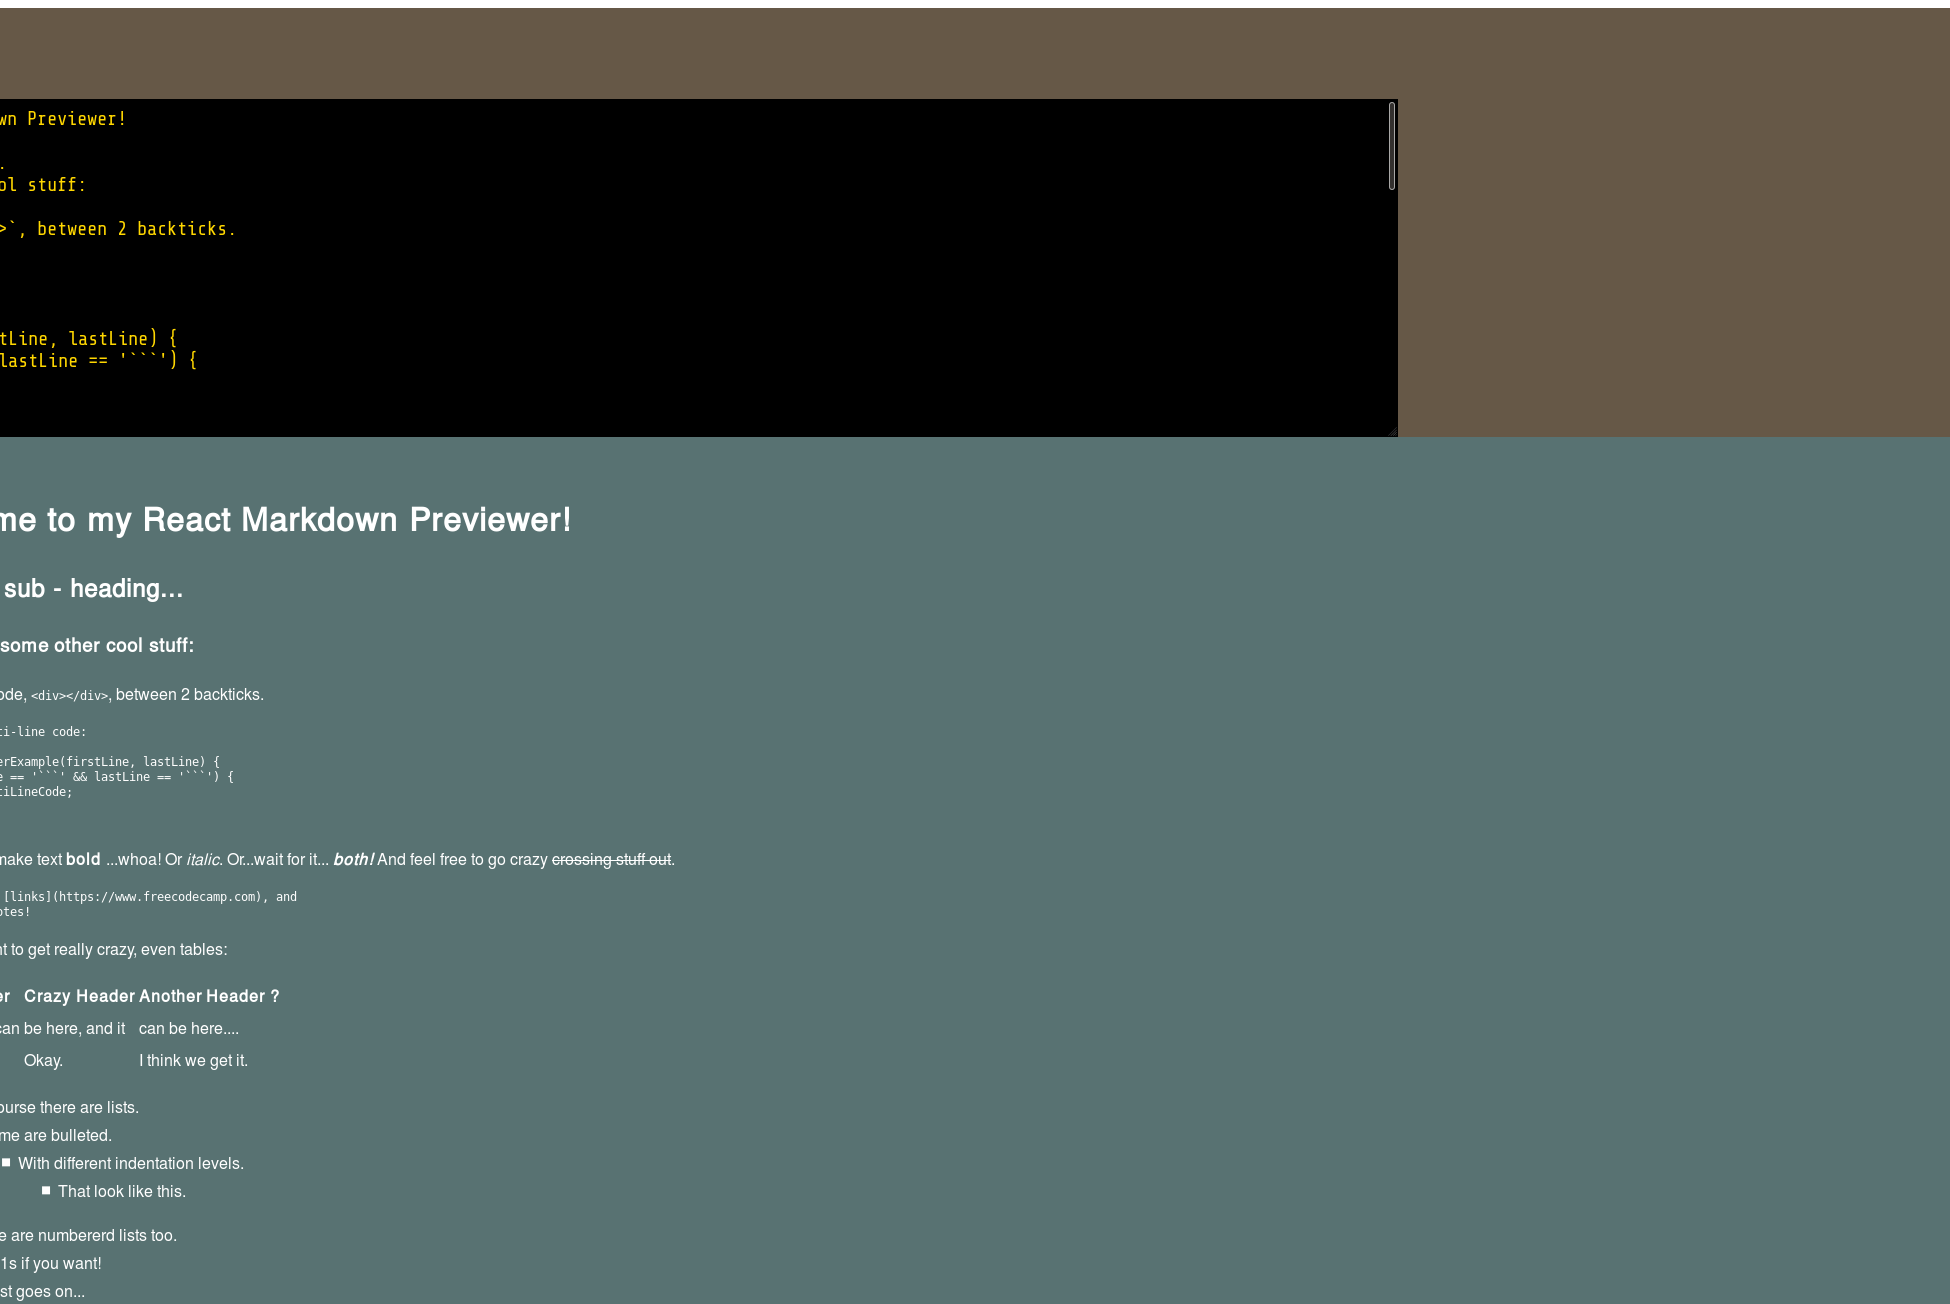 wn Previewer!
.
ol stuff:
>`, between 2 backticks.
tLine, lastLine) {
lastLine == '```') {
me to my React Markdown Previewer!
sub - heading...
some other cool stuff:
ode, <div></div>, between 2 backticks.
ti-line code:
erExample(firstLine, lastLine) {
e == '```' && lastLine == '```') {
tiLineCode;
make text bold ...whoa! Or italic. Or...wait for it... both! And feel free to go crazy crossing stuff out.
[links](https://www.freecodecamp.com), and
otes!
nt to get really crazy, even tables:
er Crazy Header Another Header ?
can be here, and it can be here....
Okay. I think we get it.
ourse there are lists.
me are bulleted.
With different indentation levels.
That look like this.
e are numbererd lists too.
1s if you want!
st goes on...